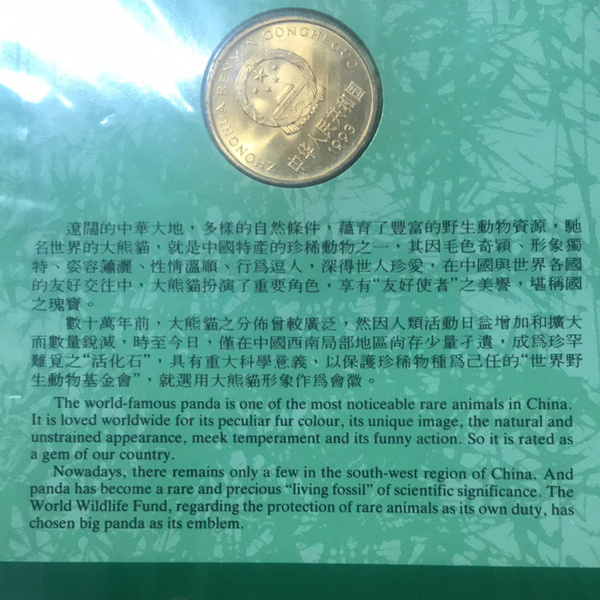 ZHONGHUA RENMIN GONGHEGUO
中华人民共和国
1993
遼闊的中華大地，多樣的自然條件，蘊育了豐富的野生動物資源，馳
名世界的大熊貓，就是中國特產的珍稀動物之一，其因毛色奇穎、形象獨
特、姿容蕭灑、性情溫順、行爲逗人，深得世人珍愛，在中國與世界各國
的友好交往中，大熊貓扮演了重要角色，享有“友好使者”之美譽，堪稱國
之瑰寶。
數十萬年前，大熊貓之分佈曾較廣泛，然因人類活動日益增加和擴大
而數量銳減，時至今日，僅在中國西南局部地區尚存少量孑遺，成爲珍罕
難覓之“活化石”，具有重大科學意義，以保護珍稀物種爲己任的“世界野
生動物基金會”，就選用大熊貓形象作爲會徽。
The world-famous panda is one of the most noticeable rare animals in China.
It is loved worldwide for its peculiar fur colour, its unique image, the natural and
unstrained appearance, meek temperament and its funny action. So it is rated as
a gem of our country.
Nowadays, there remains only a few in the south-west region of China. And
panda has become a rare and precious “living fossil” of scientific significance. The
World Wildlife Fund, regarding the protection of rare animals as its own duty, has
chosen big panda as its emblem.